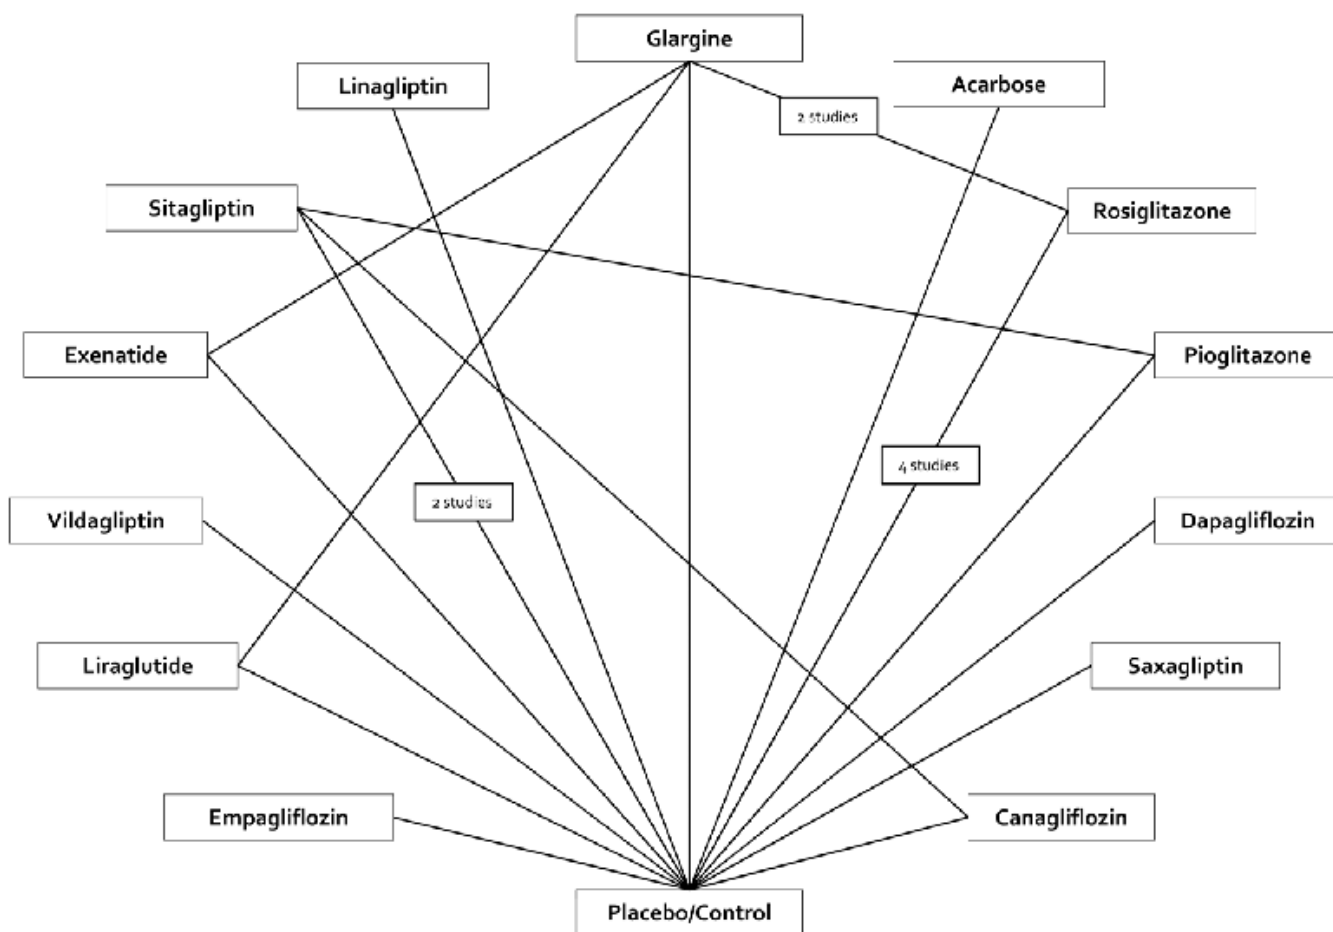 Glargine
Linagliptin
Acarbose
2 studies
Sitagliptin
Rosiglitazone
Exenatide
Pioglitazone
4 studies
2 studies
Vildagliptin
Dapagliflozin
Liraglutide
Saxagliptin
Empagliflozin
Canagliflozin
Placebo/Control